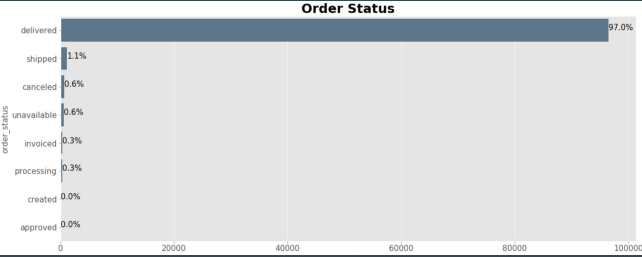 Order Status
order_status
delivered 97.0%
shipped 1.1%
canceled 0.6%
unavailable 0.6%
invoiced 0.3%
processing 0.3%
created 0.0%
approved 0.0%
0 20000 40000 60000 80000 100000